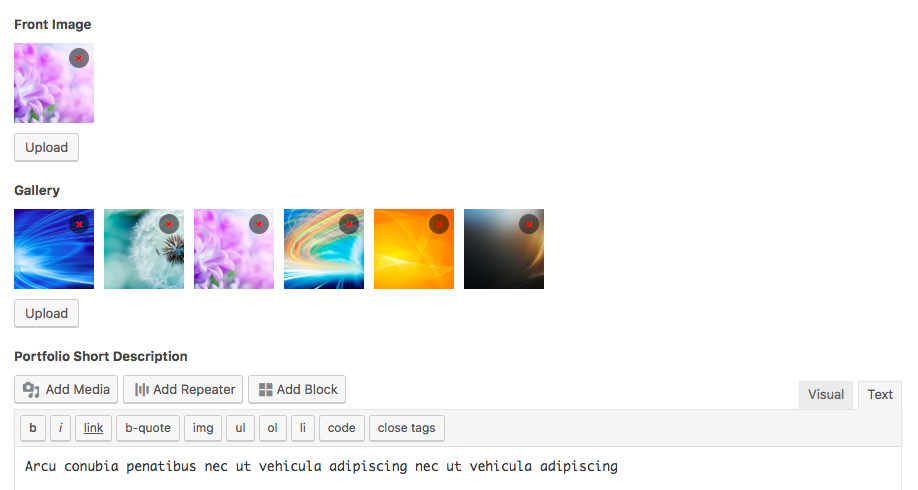 Front Image
Upload
Gallery
Upload
Portfolio Short Description
Add Media Add Repeater Add Block Visual Text
b i link b-quote img ul ol li code close tags
Arcu conubia penatibus nec ut vehicula adipiscing nec ut vehicula adipiscing